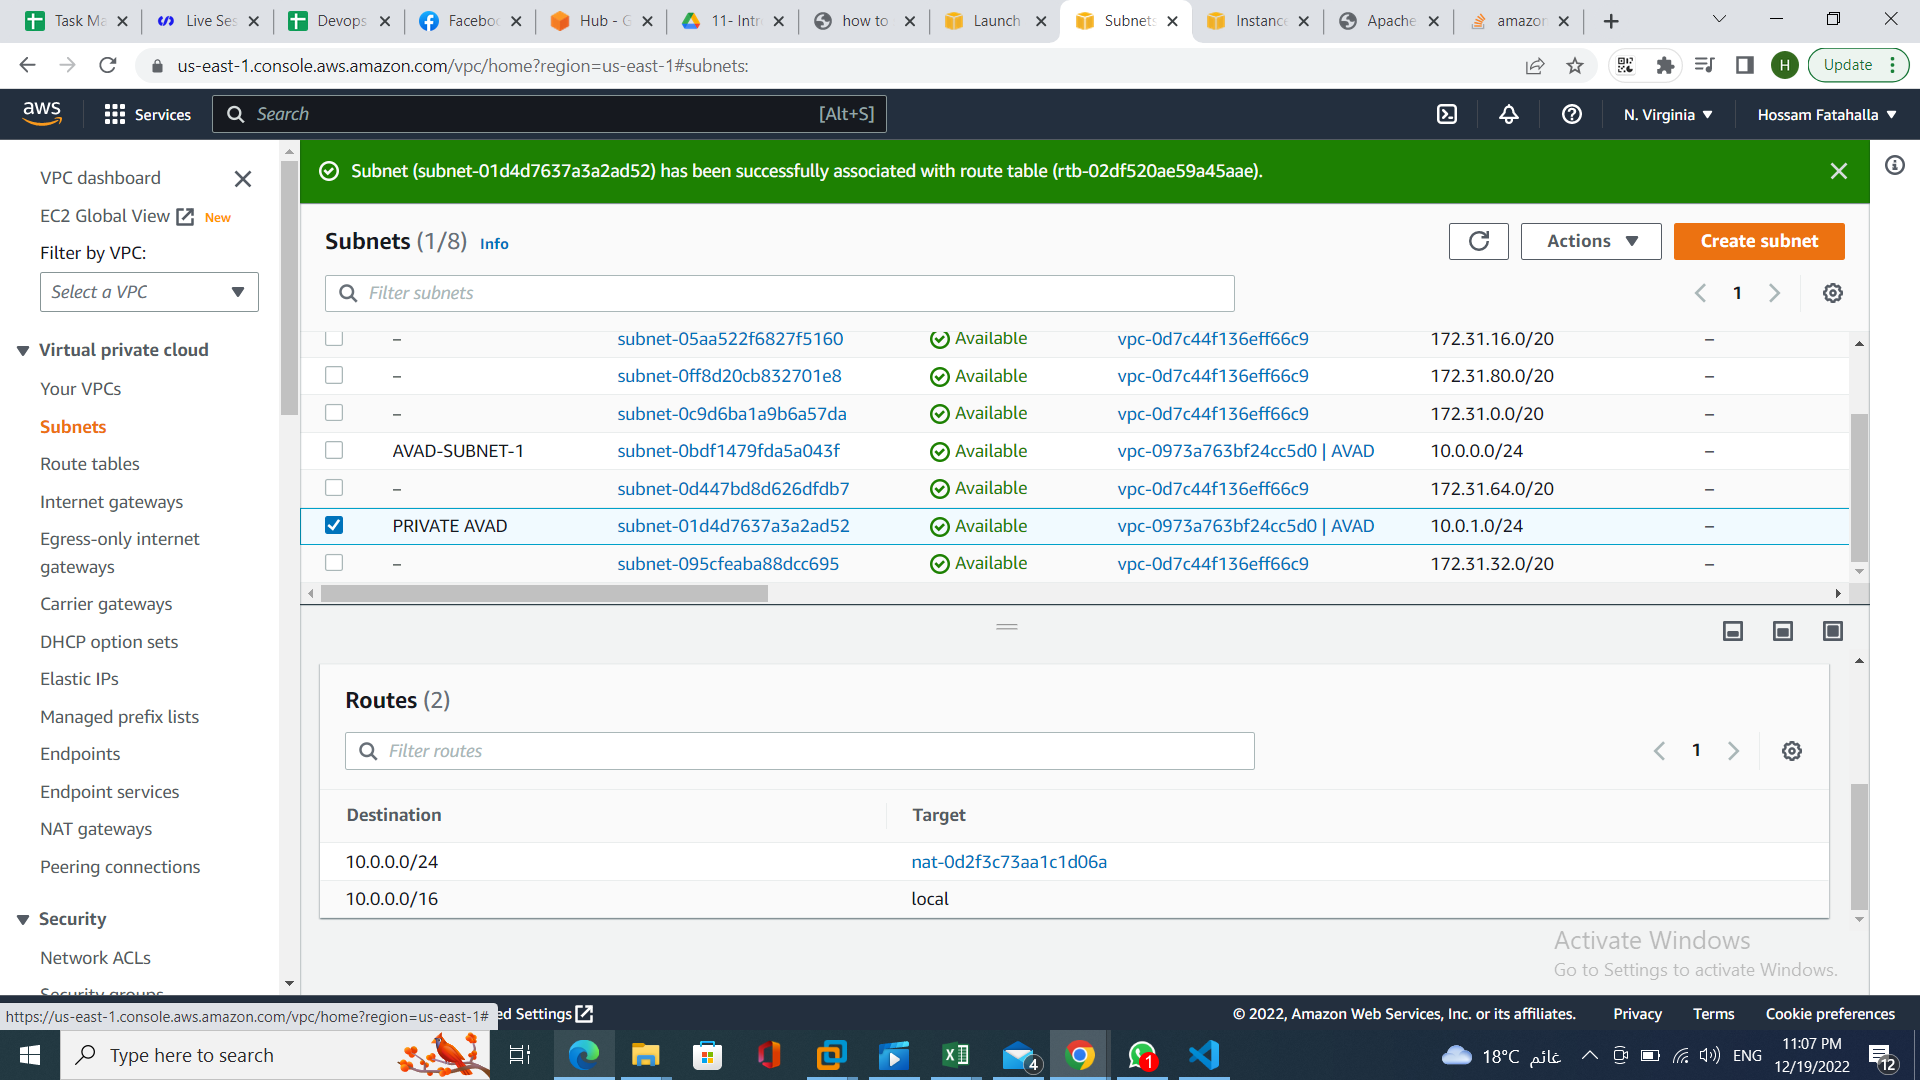 Task Ma
Live Ses
Devops
Facebo
Hub - G
11- Intr
how to
Launch
Subnets
Instance
Apache
amazon
us-east-1.console.aws.amazon.com/vpc/home?region=us-east-1#subnets:
H
Update
aws
Services
Search
[Alt+S]
N. Virginia
Hossam Fatahalla
VPC dashboard
EC2 Global View
New
Filter by VPC:
Select a VPC
Virtual private cloud
Your VPCs
Subnets
Route tables
Internet gateways
Egress-only internet
gateways
Carrier gateways
DHCP option sets
Elastic IPs
Managed prefix lists
Endpoints
Endpoint services
NAT gateways
Peering connections
Security
Network ACLs
Security groups
Subnet (subnet-01d4d7637a3a2ad52) has been successfully associated with route table (rtb-02df520ae59a45aae).
Subnets (1/8) Info
Actions
Create subnet
Filter subnets
1
– subnet-05aa522f6827f5160 Available vpc-0d7c44f136eff66c9 172.31.16.0/20 –
– subnet-0ff8d20cb832701e8 Available vpc-0d7c44f136eff66c9 172.31.80.0/20 –
– subnet-0c9d6ba1a9b6a57da Available vpc-0d7c44f136eff66c9 172.31.0.0/20 –
AVAD-SUBNET-1 subnet-0bdf1479fda5a043f Available vpc-0973a763bf24cc5d0 | AVAD 10.0.0.0/24 –
– subnet-0d447bd8d626dfdb7 Available vpc-0d7c44f136eff66c9 172.31.64.0/20 –
PRIVATE AVAD subnet-01d4d7637a3a2ad52 Available vpc-0973a763bf24cc5d0 | AVAD 10.0.1.0/24 –
– subnet-095cfeaba88dcc695 Available vpc-0d7c44f136eff66c9 172.31.32.0/20 –
Routes (2)
Filter routes
1
Destination Target
10.0.0.0/24 nat-0d2f3c73aa1c1d06a
10.0.0.0/16 local
Activate Windows
Go to Settings to activate Windows.
https://us-east-1.console.aws.amazon.com/vpc/home?region=us-east-1#
ed Settings
© 2022, Amazon Web Services, Inc. or its affiliates.
Privacy
Terms
Cookie preferences
Type here to search
4
1
18°C غائم
ENG
11:07 PM
12/19/2022
12